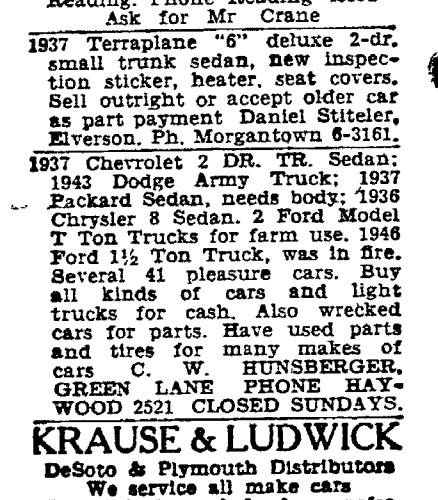 Reading. Phone Reading
Ask for Mr Crane
1937 Terraplane "6" deluxe 2-dr.
small trunk sedan, new inspec-
tion sticker, heater, seat covers.
Sell outright or accept older car
as part payment Daniel Stiteler,
Elverson. Ph. Morgantown 6-3161.
1937 Chevrolet 2 DR. TR. Sedan;
1943 Dodge Army Truck; 1937
Packard Sedan, needs body; 1936
Chrysler 8 Sedan. 2 Ford Model
T Ton Trucks for farm use. 1946
Ford 1½ Ton Truck, was in fire.
Several 41 pleasure cars. Buy
all kinds of cars and light
trucks for cash. Also wrecked
cars for parts. Have used parts
and tires for many makes of
cars C. W. HUNSBERGER,
GREEN LANE PHONE HAY-
WOOD 2521 CLOSED SUNDAYS.
KRAUSE & LUDWICK
DeSoto & Plymouth Distributors
We service all make cars